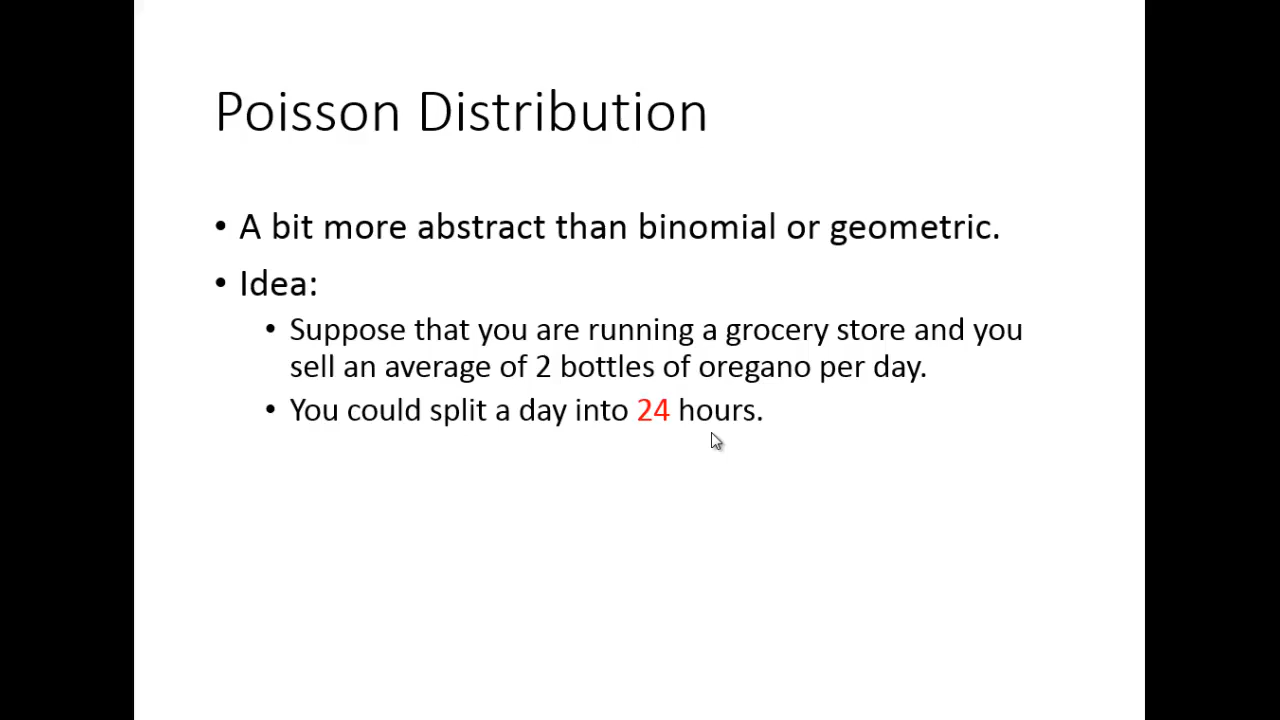 Poisson Distribution
• A bit more abstract than binomial or geometric.
• Idea:
• Suppose that you are running a grocery store and you
sell an average of 2 bottles of oregano per day.
• You could split a day into 24 hours.